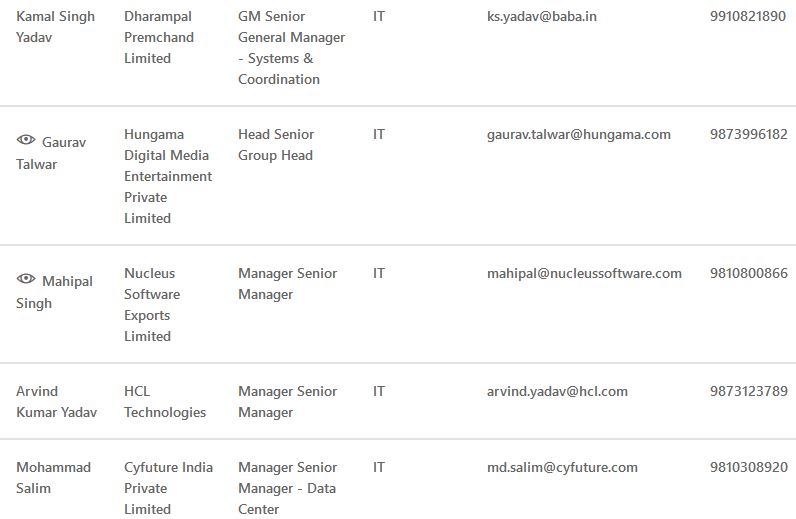 Kamal Singh Dharampal GM Senior IT ks.yadav@baba.in 9910821890
Yadav Premchand General Manager
Limited - Systems &
Coordination
Gaurav Hungama Head Senior IT gaurav.talwar@hungama.com 9873996182
Talwar Digital Media Group Head
Entertainment
Private
Limited
Mahipal Nucleus Manager Senior IT mahipal@nucleussoftware.com 9810800866
Singh Software Manager
Exports
Limited
Arvind HCL Manager Senior IT arvind.yadav@hcl.com 9873123789
Kumar Yadav Technologies Manager
Mohammad Cyfuture India Manager Senior IT md.salim@cyfuture.com 9810308920
Salim Private Manager - Data
Limited Center